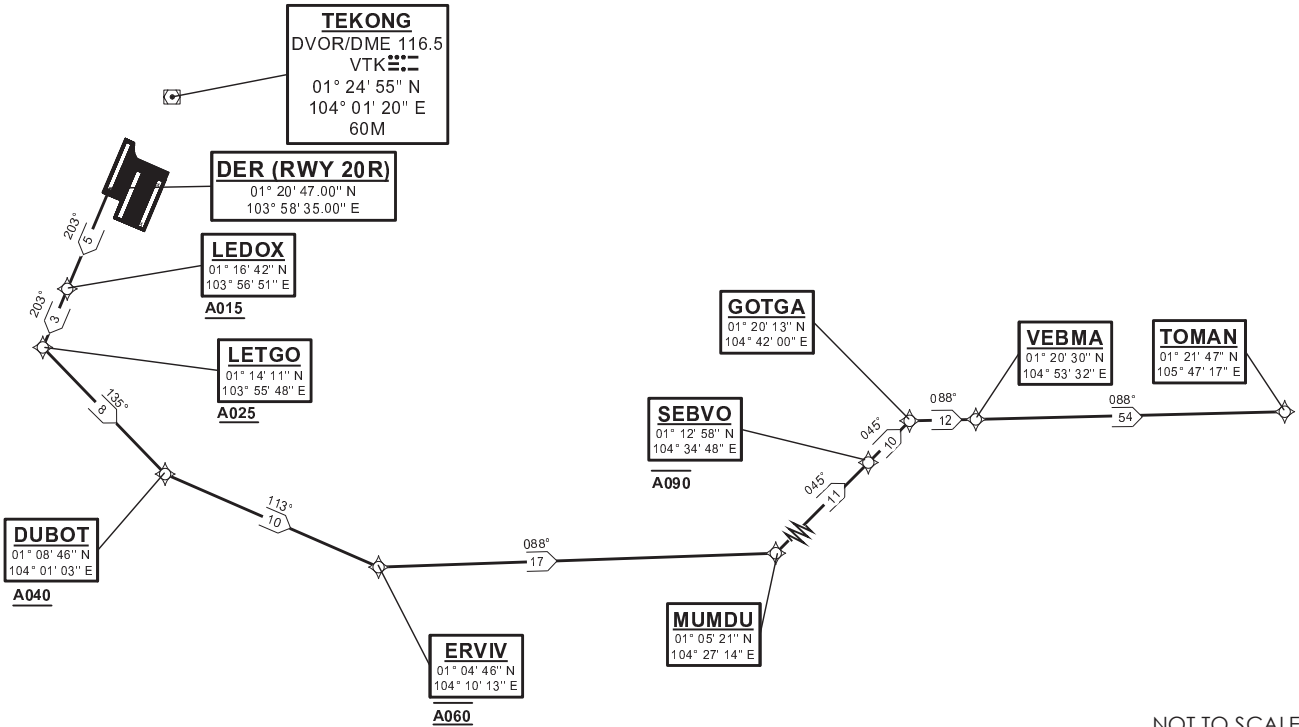 TEKONG
DVOR/DME 116.5
VTK
01° 24' 55" N
104° 01' 20" E
60M
DER (RWY 20R)
01° 20' 47.00" N
103° 58' 35.00" E
203°
5
LEDOX
01° 16' 42" N
103° 56' 51" E
A015
203°
3
LETGO
01° 14' 11" N
103° 55' 48" E
A025
135°
8
DUBOT
01° 08' 46" N
104° 01' 03" E
A040
113°
10
ERVIV
01° 04' 46" N
104° 10' 13" E
A060
088°
17
MUMDU
01° 05' 21" N
104° 27' 14" E
045°
11
SEBVO
01° 12' 58" N
104° 34' 48" E
A090
045°
10
GOTGA
01° 20' 13" N
104° 42' 00" E
088°
12
VEBMA
01° 20' 30" N
104° 53' 32" E
088°
54
TOMAN
01° 21' 47" N
105° 47' 17" E
NOT TO SCALE